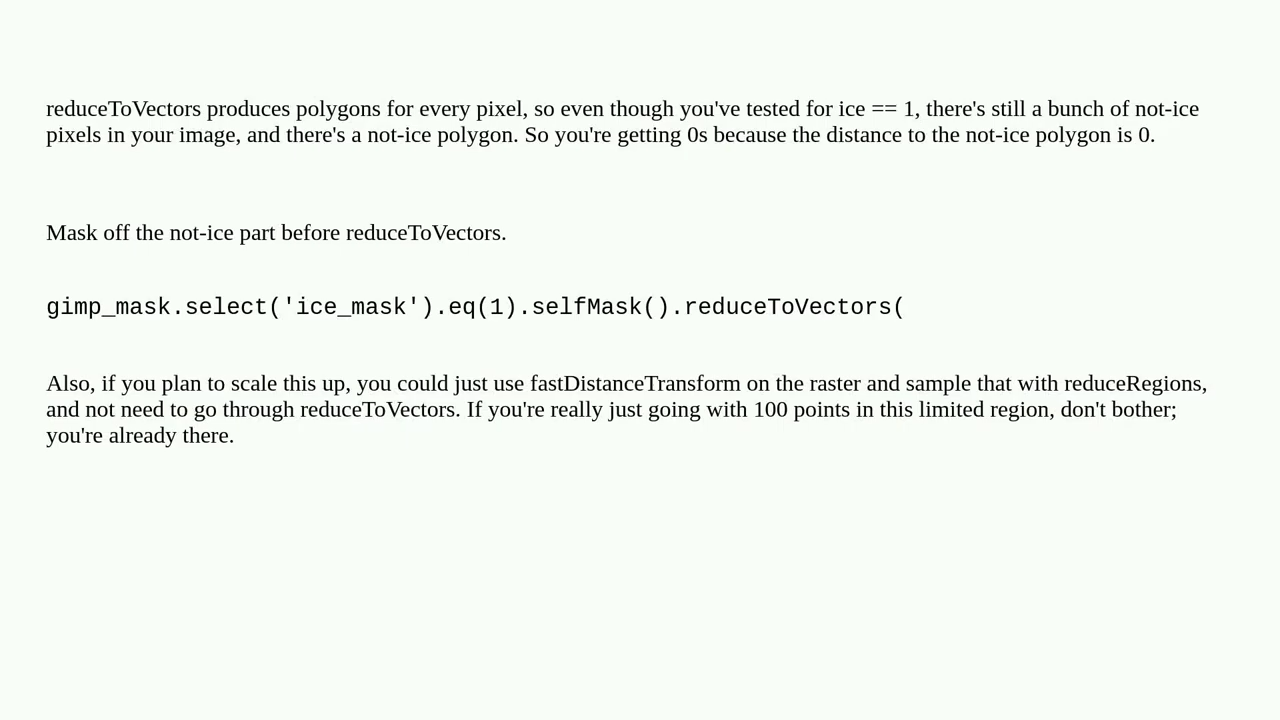 reduceToVectors produces polygons for every pixel, so even though you've tested for ice == 1, there's still a bunch of not-ice
pixels in your image, and there's a not-ice polygon. So you're getting 0s because the distance to the not-ice polygon is 0.
Mask off the not-ice part before reduceToVectors.
gimp_mask.select('ice_mask').eq(1).selfMask().reduceToVectors(
Also, if you plan to scale this up, you could just use fastDistanceTransform on the raster and sample that with reduceRegions,
and not need to go through reduceToVectors. If you're really just going with 100 points in this limited region, don't bother;
you're already there.